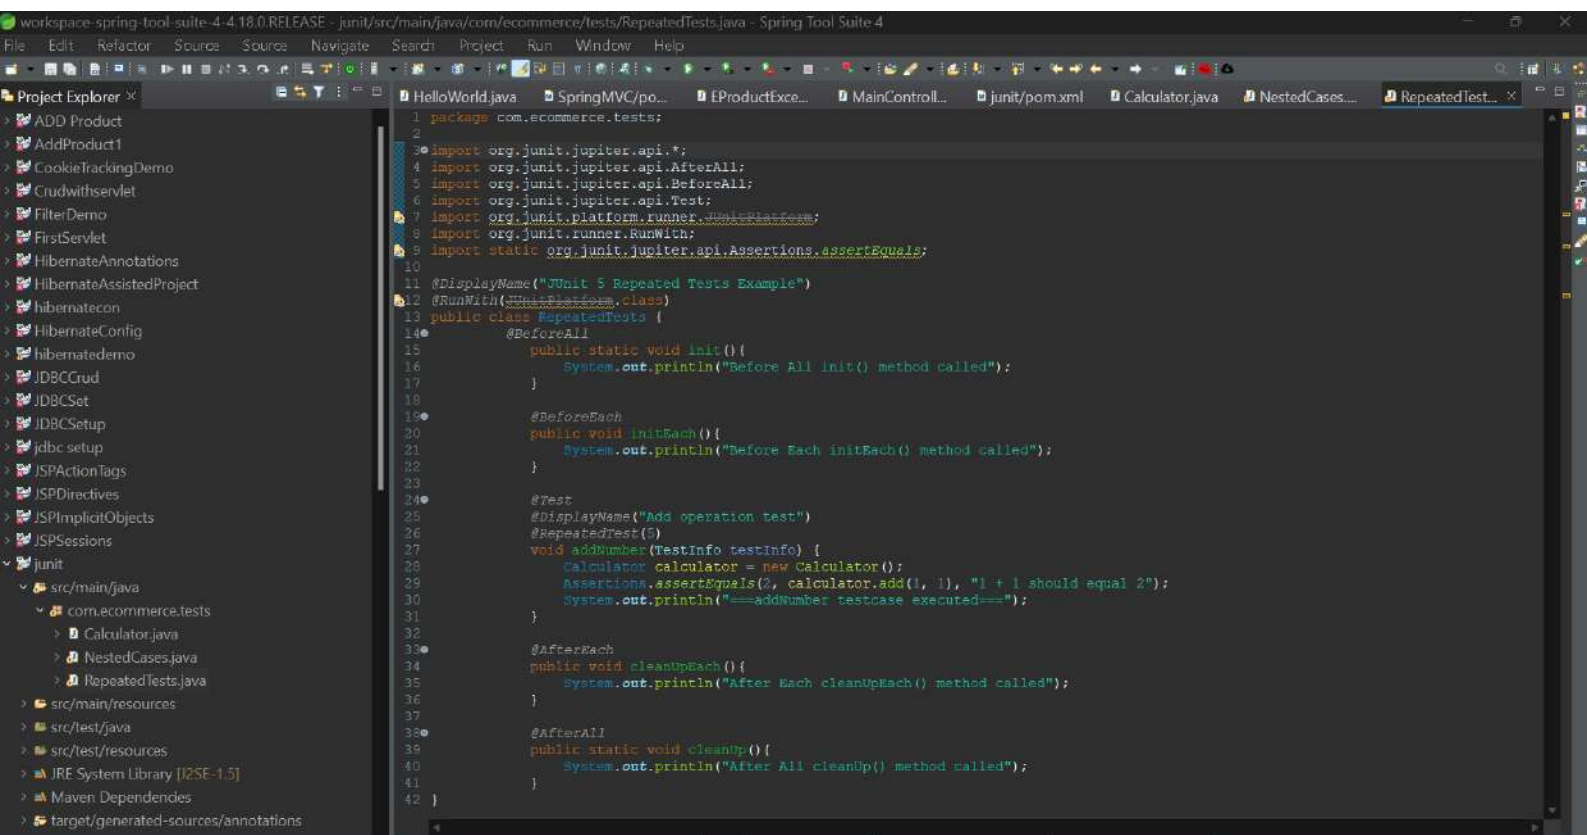 workspace-spring-tool-suite-4-4.18.0.RELEASE - junit/src/main/java/com/ecommerce/tests/RepeatedTests.java - Spring Tool Suite 4
File Edit Refactor Source Source Navigate Search Project Run Window Help
Project Explorer
HelloWorld.java SpringMVC/po... EProductExce... MainControll... junit/pom.xml Calculator.java NestedCases.... RepeatedTest...
ADD Product
AddProduct1
CookieTrackingDemo
Crudwithservlet
FilterDemo
FirstServlet
HibernateAnnotations
HibernateAssistedProject
hibernatecon
HibernateConfig
hibernatedemo
JDBCCrud
JDBCSet
JDBCSetup
jdbc setup
JSPActionTags
JSPDirectives
JSPImplicitObjects
JSPSessions
junit
src/main/java
com.ecommerce.tests
Calculator.java
NestedCases.java
RepeatedTests.java
src/main/resources
src/test/java
src/test/resources
JRE System Library [J2SE-1.5]
Maven Dependencies
target/generated-sources/annotations
1 package com.ecommerce.tests;
2
3 import org.junit.jupiter.api.*;
4 import org.junit.jupiter.api.AfterAll;
5 import org.junit.jupiter.api.BeforeAll;
6 import org.junit.jupiter.api.Test;
7 import org.junit.platform.runner.JUnitPlatform;
8 import org.junit.runner.RunWith;
9 import static org.junit.jupiter.api.Assertions.assertEquals;
10
11 @DisplayName("JUnit 5 Repeated Tests Example")
12 @RunWith(JUnitPlatform.class)
13 public class RepeatedTests {
14 @BeforeAll
15 public static void init(){
16 System.out.println("Before All init() method called");
17 }
18
19 @BeforeEach
20 public void initEach(){
21 System.out.println("Before Each initEach() method called");
22 }
23
24 @Test
25 @DisplayName("Add operation test")
26 @RepeatedTest(5)
27 void addNumber(TestInfo testInfo) {
28 Calculator calculator = new Calculator();
29 Assertions.assertEquals(2, calculator.add(1, 1), "1 + 1 should equal 2");
30 System.out.println("===addNumber testcase executed===");
31 }
32
33 @AfterEach
34 public void cleanUpEach(){
35 System.out.println("After Each cleanUpEach() method called");
36 }
37
38 @AfterAll
39 public static void cleanUp(){
40 System.out.println("After All cleanUp() method called");
41 }
42 }